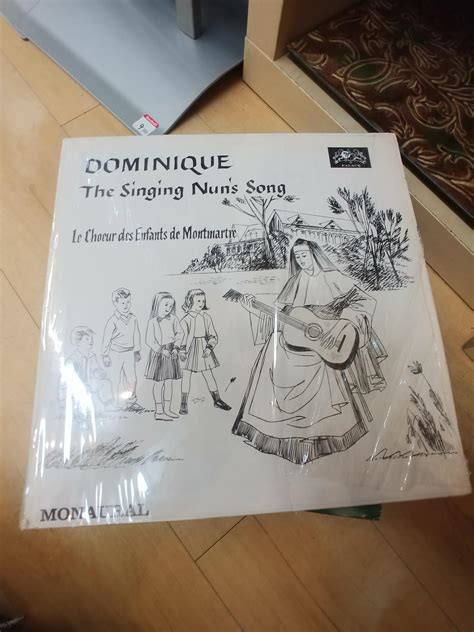 DOMINIQUE
The Singing Nun's Song
Le Choeur des Enfants de Montmartre
MONAURAL